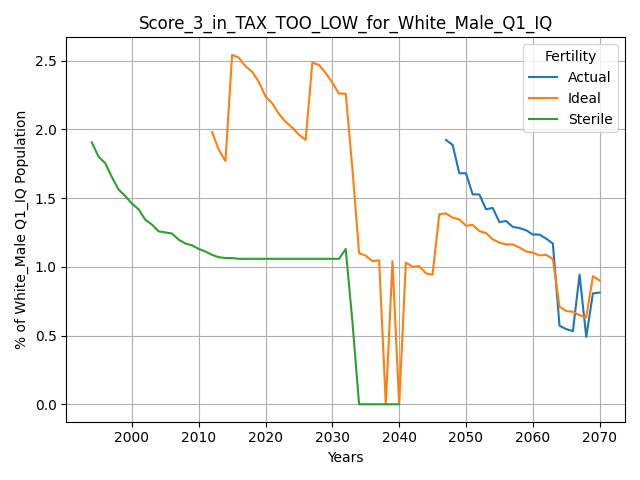 Score_3_in_TAX_TOO_LOW_for_White_Male_Q1_IQ
% of White_Male Q1_IQ Population
2.5
2.0
1.5
1.0
0.5
0.0
Fertility
Actual
Ideal
Sterile
2000 2010 2020 2030 2040 2050 2060 2070
Years